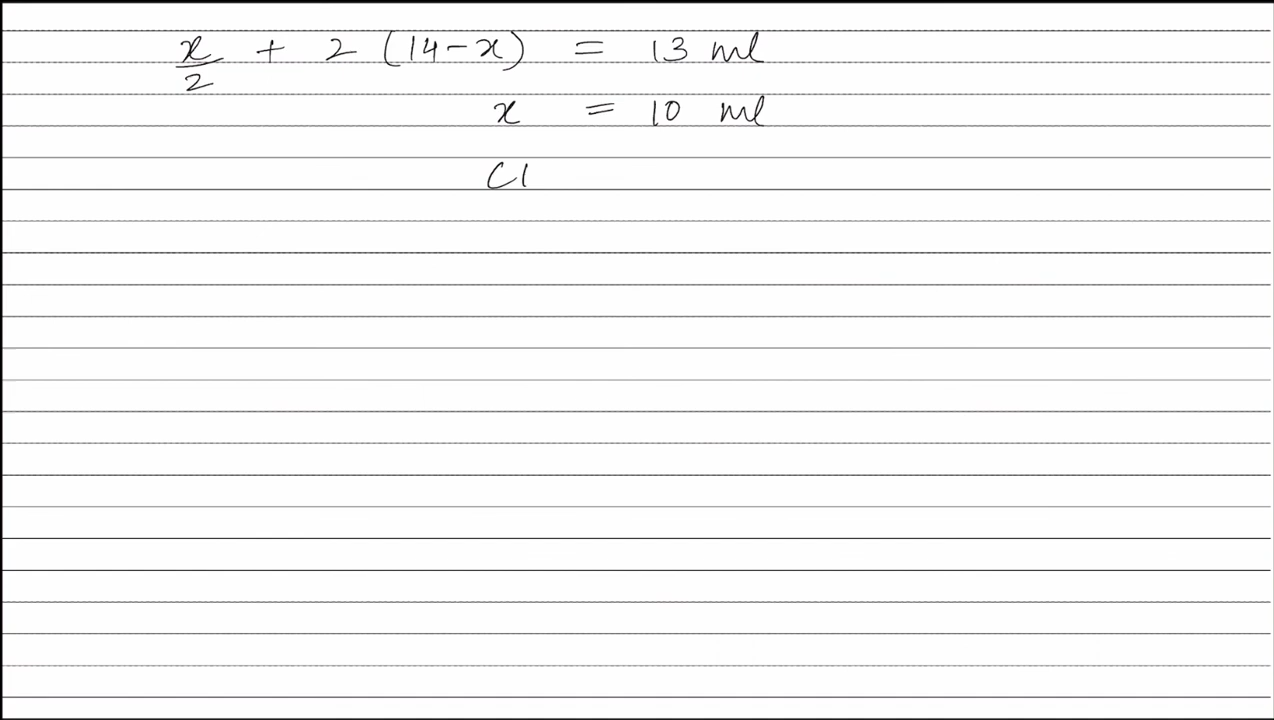 x/2 + 2 (14-x) = 13 ml
x = 10 ml
Cl